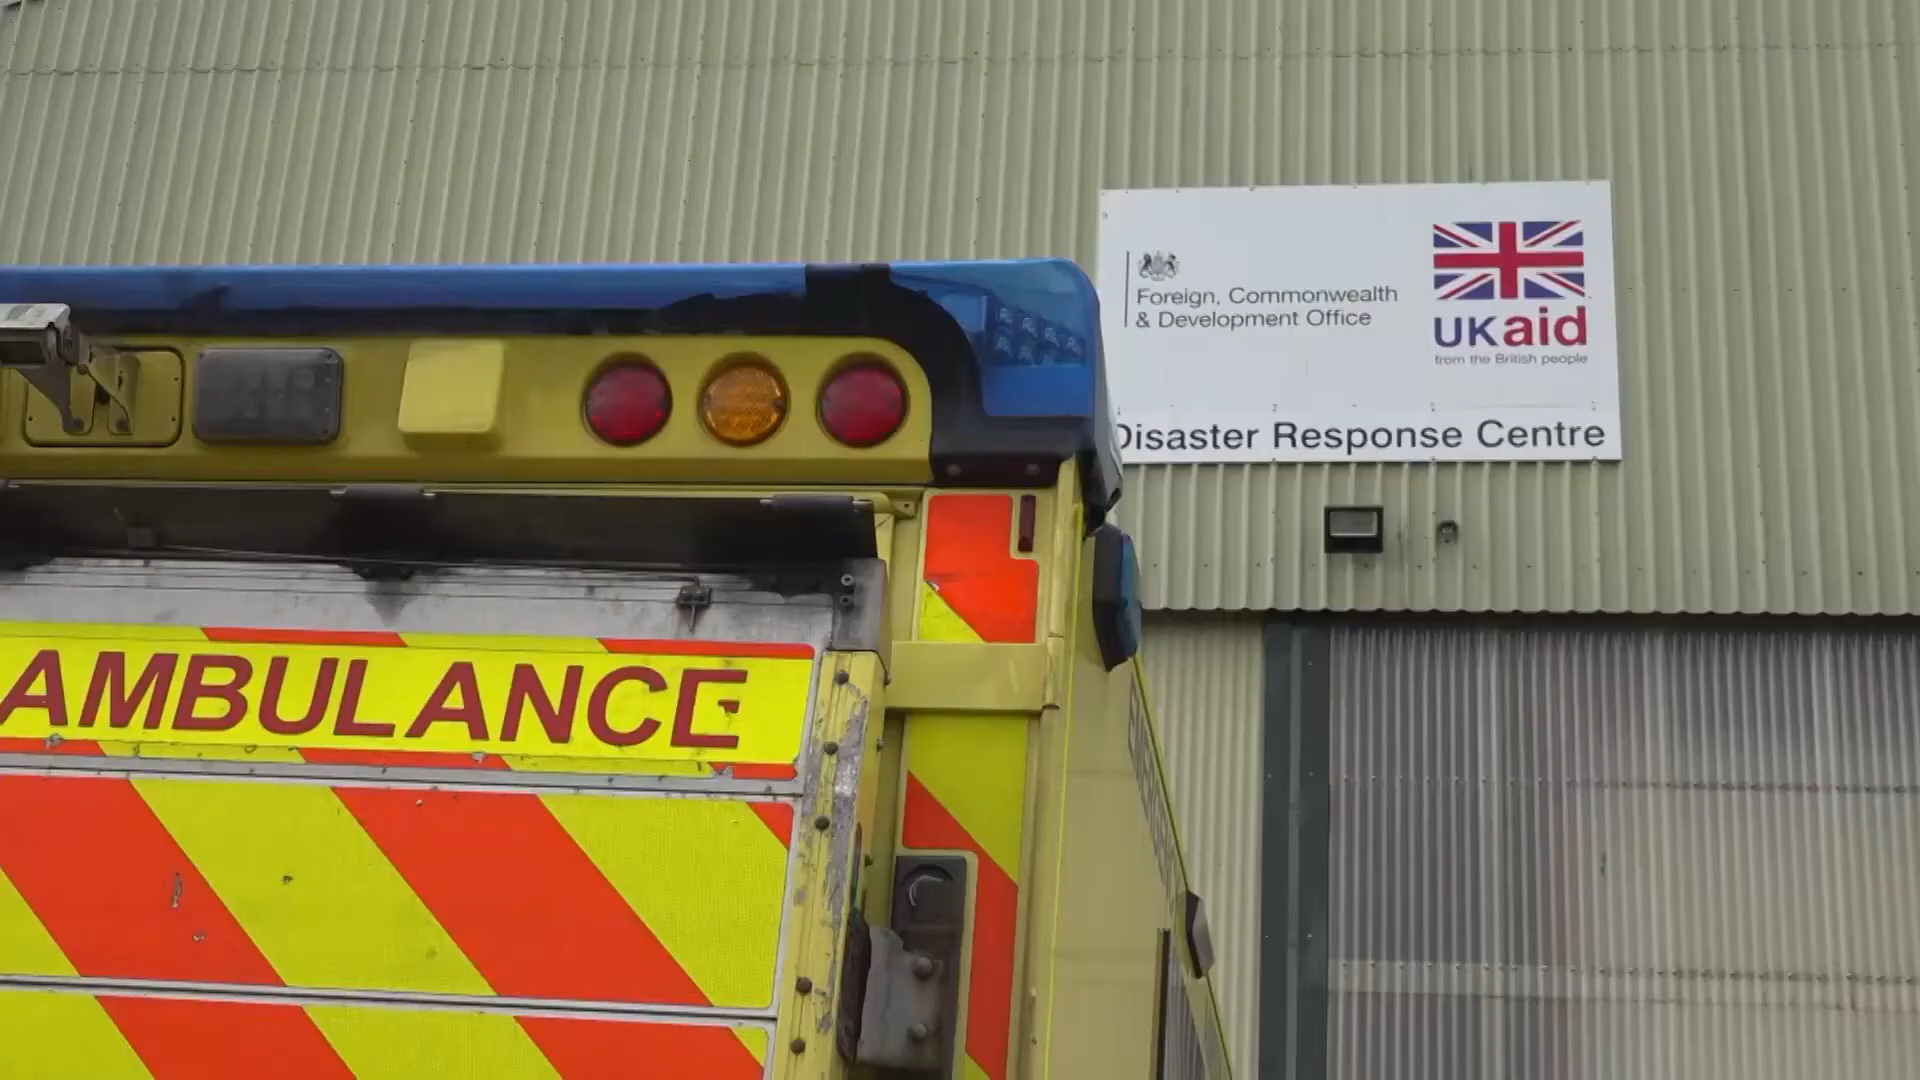 Foreign, Commonwealth
& Development Office
UKaid
from the British people
Disaster Response Centre
AMBULANCE